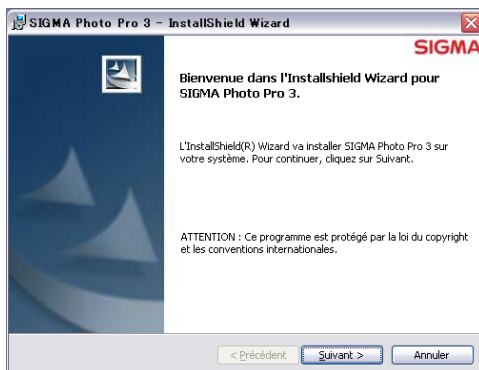 SIGMA Photo Pro 3 - InstallShield Wizard
SIGMA
Bienvenue dans l'Installshield Wizard pour
SIGMA Photo Pro 3.
L'InstallShield(R) Wizard va installer SIGMA Photo Pro 3 sur
votre système. Pour continuer, cliquez sur Suivant.
ATTENTION : Ce programme est protégé par la loi du copyright
et les conventions internationales.
< Précédent Suivant > Annuler